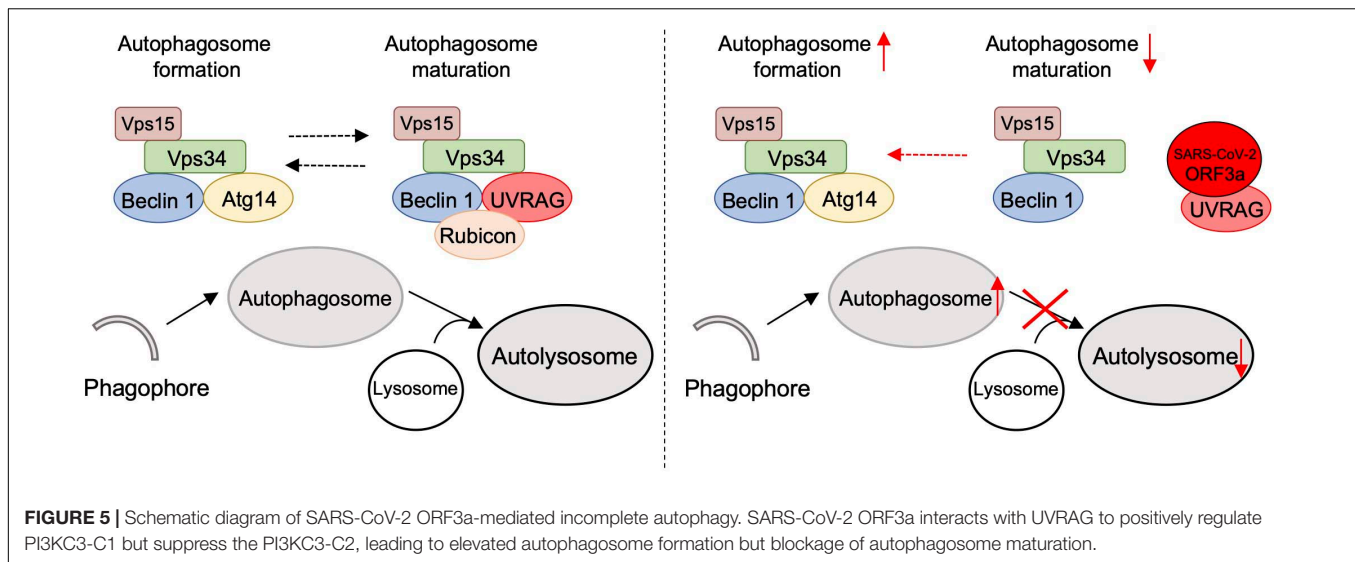 Autophagosome
formation
Autophagosome
maturation
Vps15
Vps34
Beclin 1
Atg14
Vps15
Vps34
Beclin 1
UVRAG
Rubicon
Phagophore
Autophagosome
Lysosome
Autolysosome
Autophagosome
formation
Autophagosome
maturation
Vps15
Vps34
Beclin 1
Atg14
Vps15
Vps34
Beclin 1
SARS-CoV-2
ORF3a
UVRAG
Phagophore
Autophagosome
Lysosome
Autolysosome
FIGURE 5 | Schematic diagram of SARS-CoV-2 ORF3a-mediated incomplete autophagy. SARS-CoV-2 ORF3a interacts with UVRAG to positively regulate
PI3KC3-C1 but suppress the PI3KC3-C2, leading to elevated autophagosome formation but blockage of autophagosome maturation.